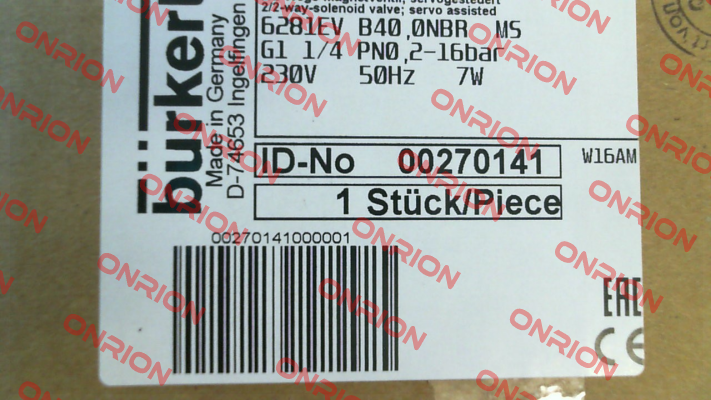 2/2-way-solenoid valve; servo assisted
6281EV B40,0NBR MS
G1 1/4 PN0,2-16bar
230V 50Hz 7W
bürkert
Made in Germany
D-74653 Ingelfingen
ID-No 00270141
W16AM
1 Stück/Piece
00270141000001
EAC
CE
ONRION